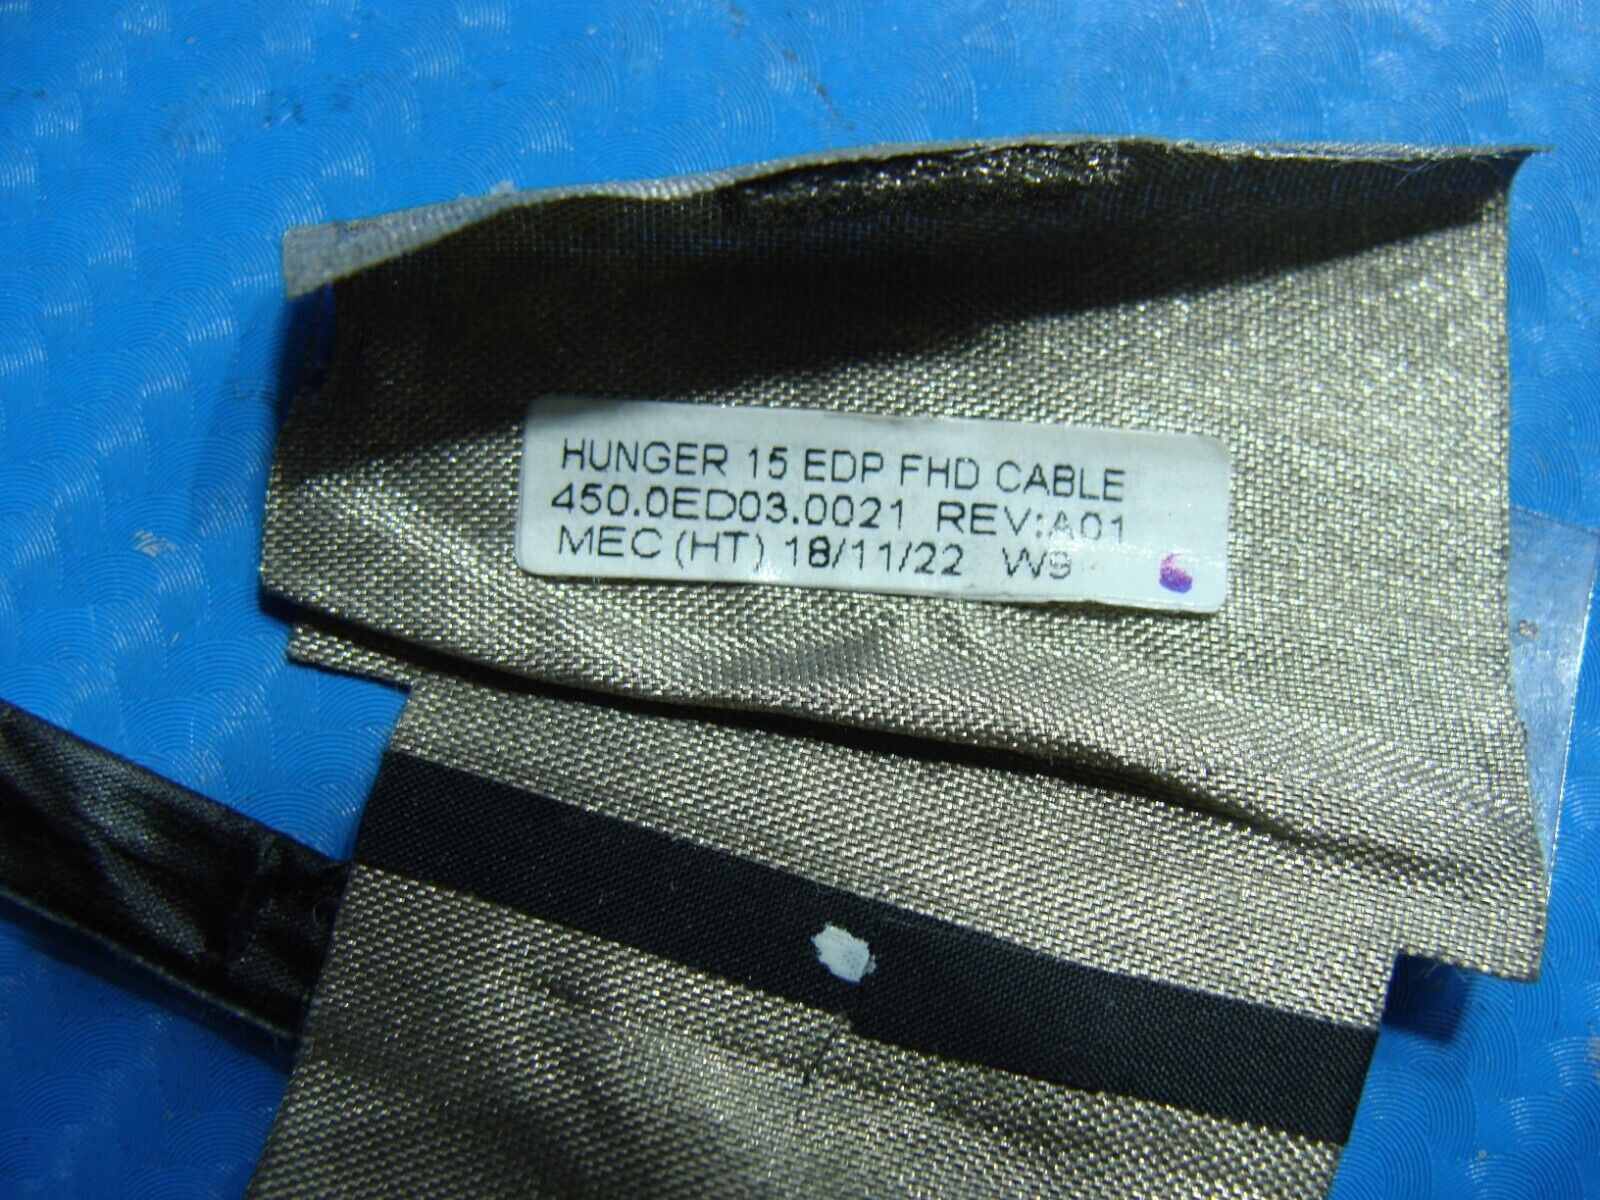 HUNGER 15 EDP FHD CABLE
450.0ED03.0021 REV:A01
MEC (HT) 18/11/22 W9